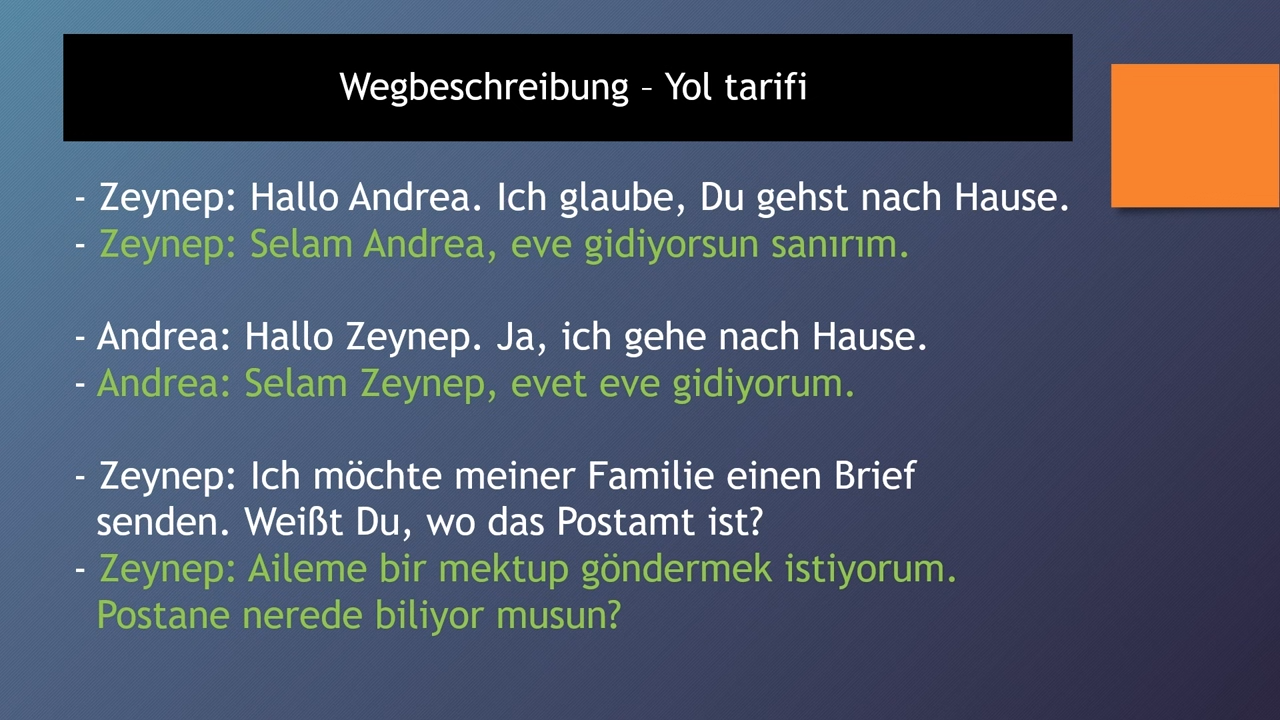 Wegbeschreibung – Yol tarifi
- Zeynep: Hallo Andrea. Ich glaube, Du gehst nach Hause.
- Zeynep: Selam Andrea, eve gidiyorsun sanırım.
- Andrea: Hallo Zeynep. Ja, ich gehe nach Hause.
- Andrea: Selam Zeynep, evet eve gidiyorum.
- Zeynep: Ich möchte meiner Familie einen Brief
senden. Weißt Du, wo das Postamt ist?
- Zeynep: Aileme bir mektup göndermek istiyorum.
Postane nerede biliyor musun?